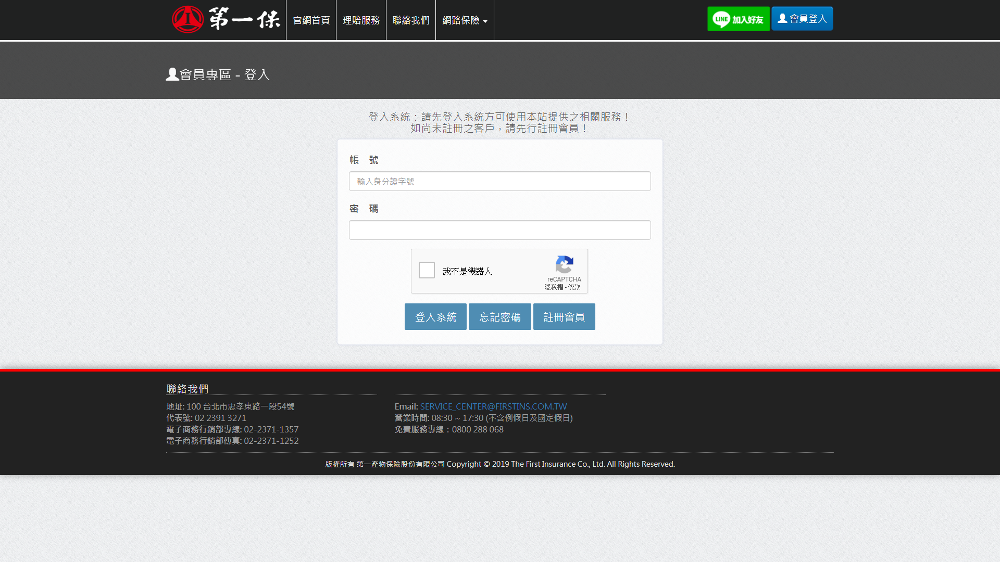 第一保
官網首頁
理賠服務
聯絡我們
網路保險
LINE 加入好友
會員登入
會員專區 - 登入
登入系統：請先登入系統方可使用本站提供之相關服務！
如尚未註冊之客戶，請先行註冊會員！
帳 號
輸入身分證字號
密 碼
我不是機器人
reCAPTCHA
隱私權 - 條款
登入系統
忘記密碼
註冊會員
聯絡我們
地址: 100 台北市忠孝東路一段54號
代表號: 02 2391 3271
電子商務行銷部專線: 02-2371-1357
電子商務行銷部傳真: 02-2371-1252
Email: SERVICE_CENTER@FIRSTINS.COM.TW
營業時間: 08:30 ~ 17:30 (不含例假日及國定假日)
免費服務專線：0800 288 068
版權所有 第一產物保險股份有限公司 Copyright © 2019 The First Insurance Co., Ltd. All Rights Reserved.